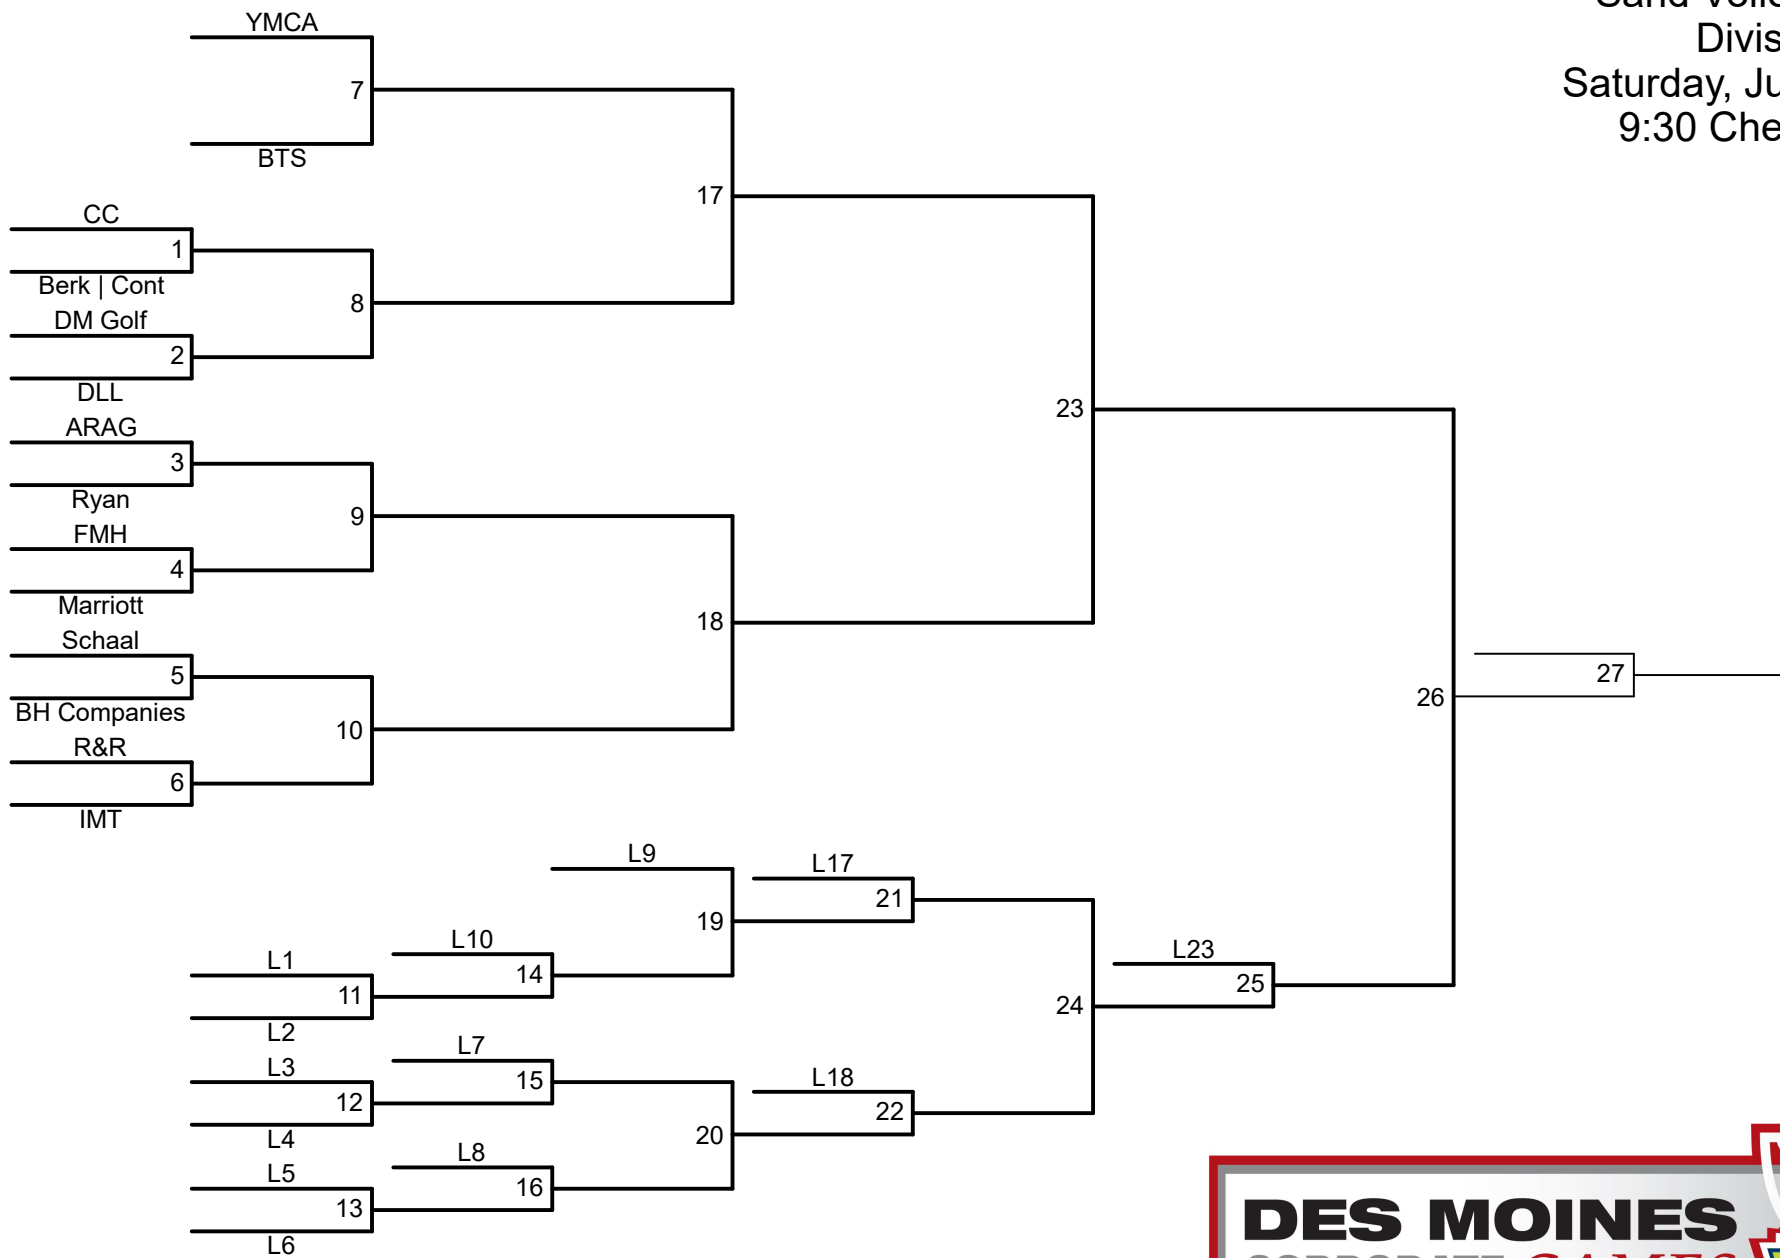 Divis
Saturday, Ju
9:30 Che
YMCA
7
BTS
17
CC
1
Berk | Cont
8
DM Golf
2
DLL
ARAG
23
3
Ryan
9
FMH
4
Marriott
18
Schaal
5
27
BH Companies
26
10
R&R
6
IMT
L9
L17
21
19
L10
L23
L1
14
25
11
24
L2
L7
L3
15
L18
12
22
L4
20
L8
L5
16
13
DES MOINES
L6